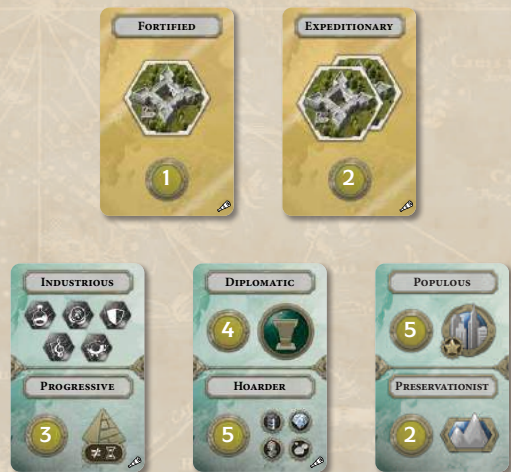 FORTIFIED
EXPEDITIONARY
1
2
INDUSTRIOUS
DIPLOMATIC
POPULOUS
4
5
PROGRESSIVE
HOARDER
PRESERVATIONIST
3
5
2